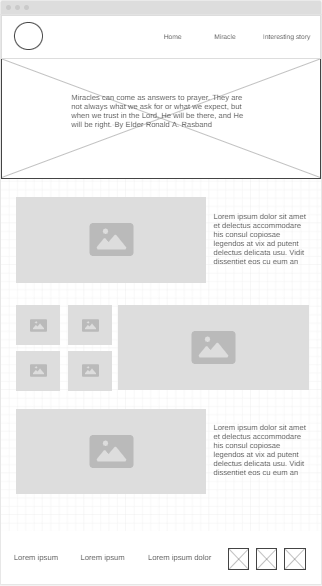 Home Miracle interesting story
Miracles can come as answers to prayer. They are
not always what we ask for or what we expect, but
when we trust in the Lord. He will be there, and He
will be right. By Elder Ronald A. Rasband
Lorem ipsum dolor sit amet
et delectus accommodare
his consul copiosae
legendos at vix ad putent
delectus delicatissimi usu. Vidit
dissentiet eos cu eum an
Lorem ipsum dolor sit amet
et delectus accommodare
his consul copiosae
legendos at vix ad putent
delectus delicata usu. Vidit
dissentiet eos cu eum an
Lorem ipsum Lorem ipsum Lorem ipsum dolor